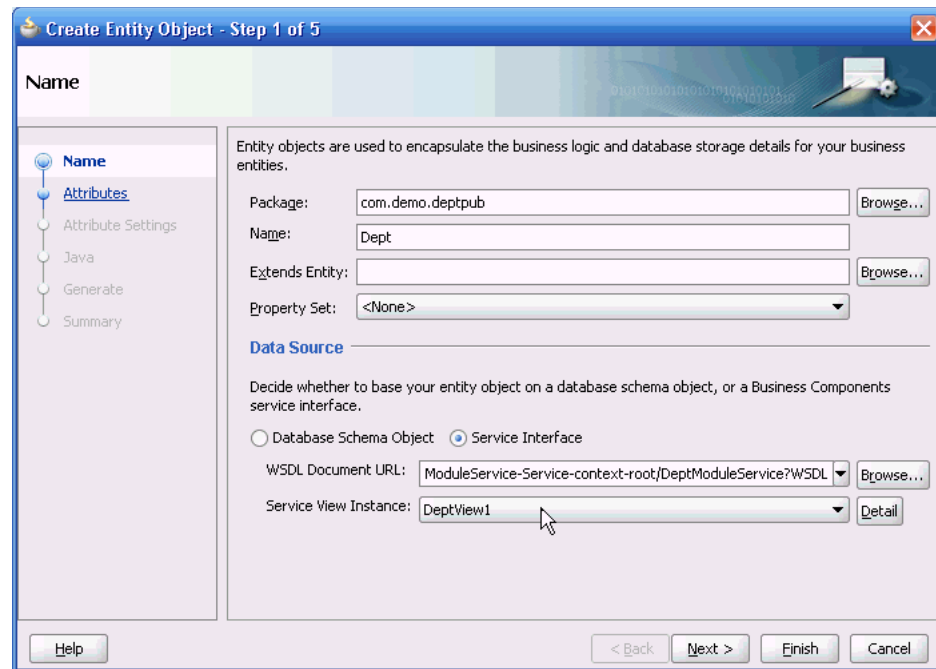 Create Entity Object - Step 1 of 5
Name
Name
Attributes
Attribute Settings
Java
Generate
Summary
Entity objects are used to encapsulate the business logic and database storage details for your business
entities.
Package: com.demo.deptpub Browse...
Name: Dept
Extends Entity: Browse...
Property Set: <None>
Data Source
Decide whether to base your entity object on a database schema object, or a Business Components
service interface.
Database Schema Object Service Interface
WSDL Document URL: ModuleService-Service-context-root/DeptModuleService?WSDL Browse...
Service View Instance: DeptView1 Detail
Help < Back Next > Finish Cancel